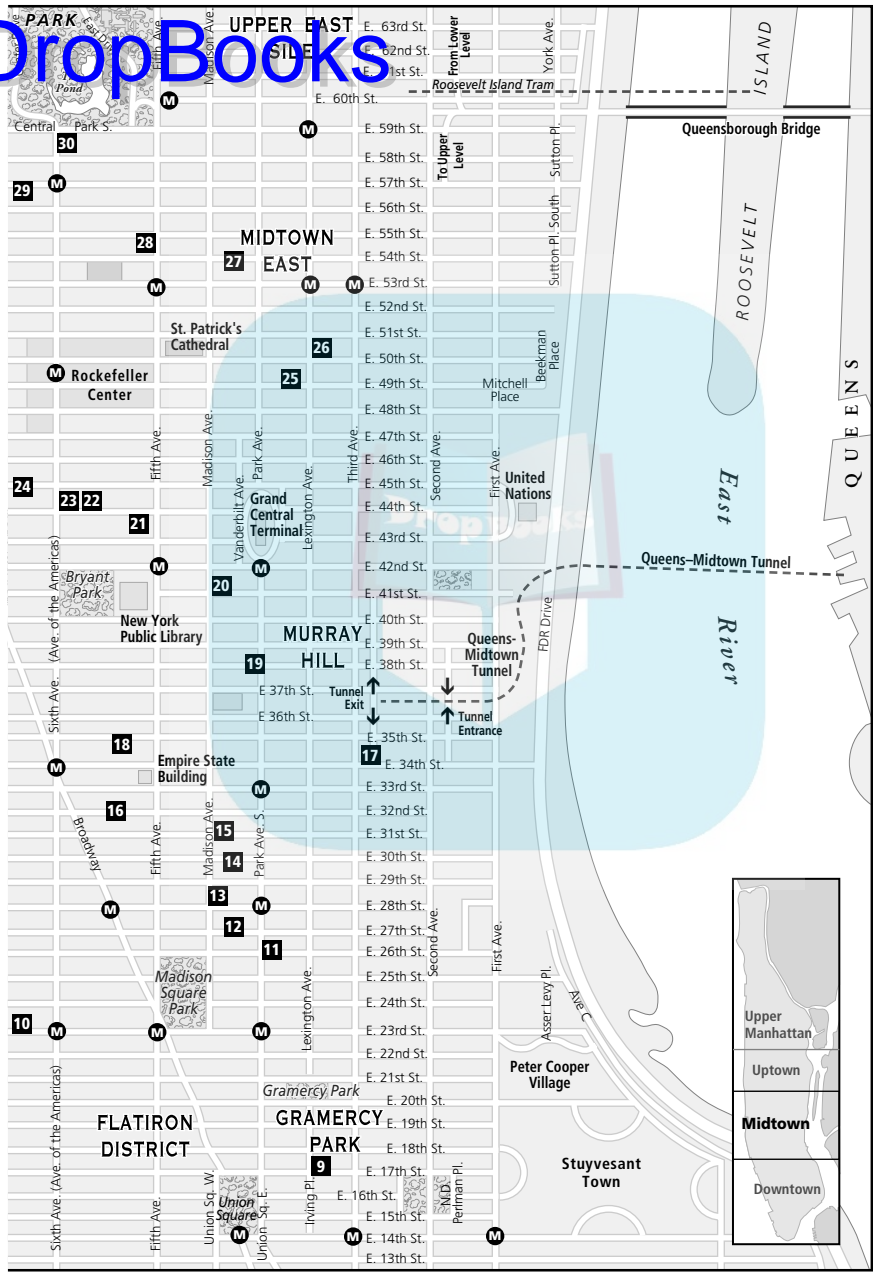 PARK
East Dr.
Fifth Ave.
Madison Ave.
UPPER EAST
SIDE
DropBooks
The
Pond
E. 63rd St.
E. 62nd St.
E. 61st St.
E. 60th St.
From Lower
Level
York Ave.
Roosevelt Island Tram
ISLAND
M
Queensborough Bridge
Central Park S.
30
M
E. 59th St.
E. 58th St.
To Upper
Level
Sutton Pl.
29
M
E. 57th St.
E. 56th St.
28
27
MIDTOWN
EAST
E. 55th St.
E. 54th St.
Sutton Pl. South
ROOSEVELT
M
M
M
E. 53rd St.
E. 52nd St.
St. Patrick's
Cathedral
26
E. 51st St.
E. 50th St.
Beekman
Place
M
Rockefeller
Center
25
E. 49th St.
Mitchell
Place
E. 48th St.
QUEENS
Fifth Ave.
Madison Ave.
Park Ave.
Third Ave.
E. 47th St.
E. 46th St.
Second Ave.
First Ave.
24
23
22
21
Vanderbilt Ave.
Grand
Central
Terminal
Lexington Ave.
E. 45th St.
E. 44th St.
E. 43rd St.
United
Nations
DropBooks
East
River
M
M
E. 42nd St.
Queens–Midtown Tunnel
Sixth Ave. (Ave. of the Americas)
Bryant
Park
20
E. 41st St.
New York
Public Library
E. 40th St.
E. 39th St.
E. 38th St.
MURRAY
HILL
Queens-
Midtown
Tunnel
FDR Drive
19
E 37th St.
Tunnel
Exit
E 36th St.
Tunnel
Entrance
18
E. 35th St.
17
E. 34th St.
M
Empire State
Building
M
E. 33rd St.
16
E. 32nd St.
Broadway
Fifth Ave.
Madison Ave.
15
Park Ave. S.
E. 31st St.
14
E. 30th St.
E. 29th St.
13
M
M
E. 28th St.
12
E. 27th St.
11
E. 26th St.
Second Ave.
First Ave.
Madison
Square
Park
Lexington Ave.
E. 25th St.
E. 24th St.
Asser Levy Pl.
Ave C
10
M
M
M
E. 23rd St.
E. 22nd St.
E. 21st St.
Peter Cooper
Village
Gramercy Park
E. 20th St.
Sixth Ave. (Ave. of the Americas)
FLATIRON
DISTRICT
GRAMERCY
PARK
E. 19th St.
E. 18th St.
9
E. 17th St.
Stuyvesant
Town
Fifth Ave.
Union Sq. W.
Union
Square
Union Sq. E.
Irving Pl.
E. 16th St.
N.D.
Perlman Pl.
E. 15th St.
M
M
M
E. 14th St.
E. 13th St.
Upper
Manhattan
Uptown
Midtown
Downtown